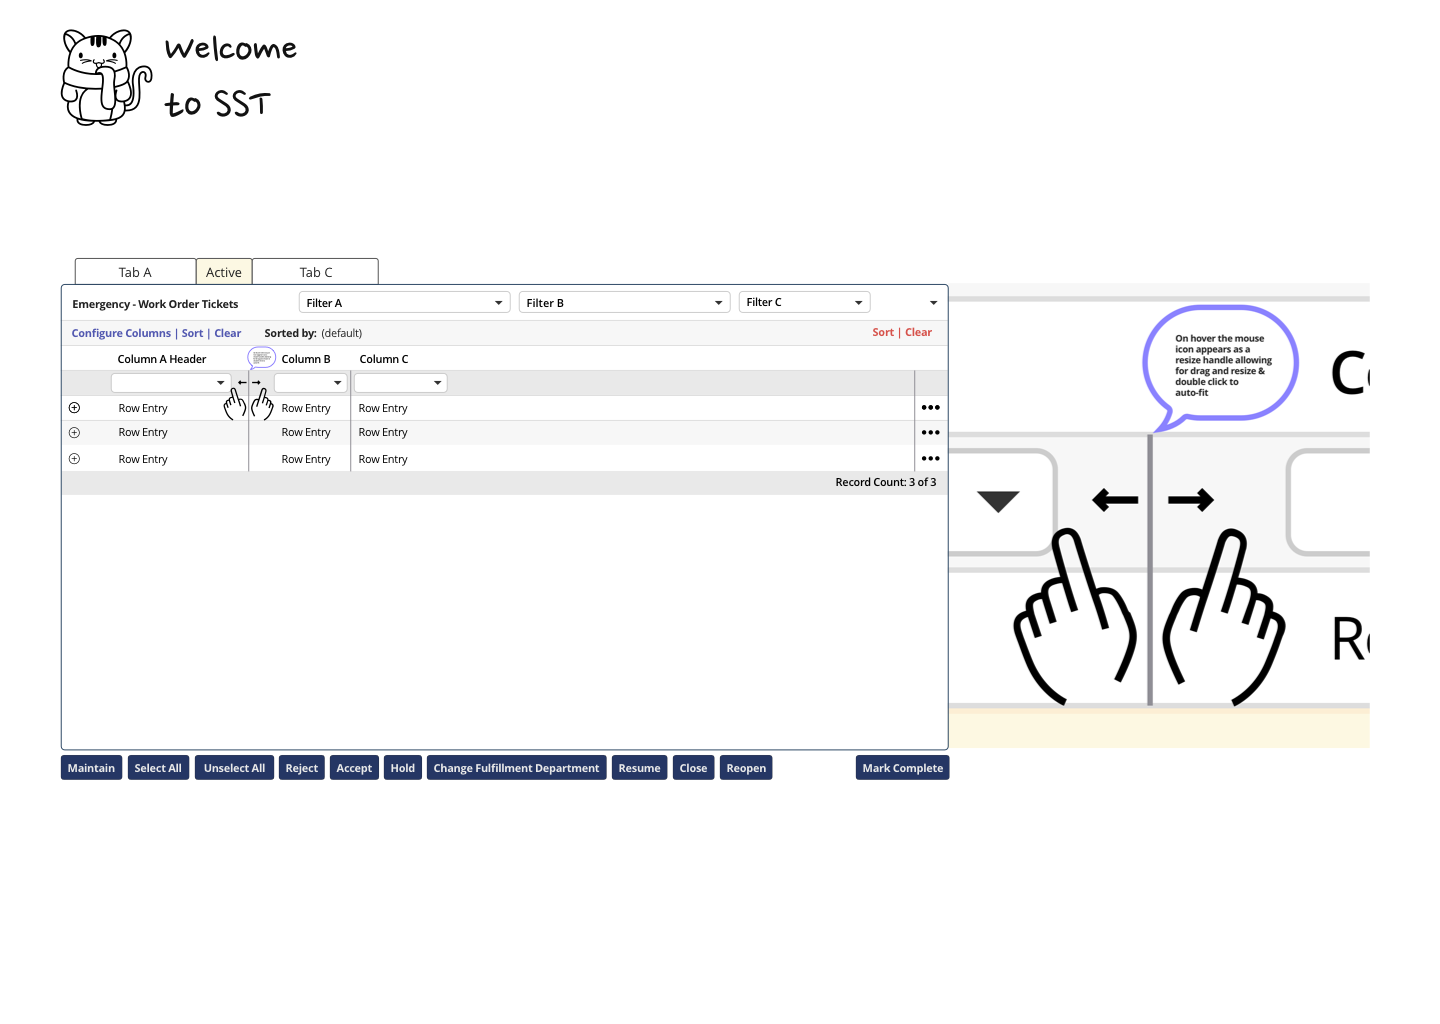 Welcome
to SST
Tab A
Active
Tab C
Emergency - Work Order Tickets
Filter A
Filter B
Filter C
Configure Columns | Sort | Clear
Sorted by: (default)
Sort | Clear
Column A Header
Column B
Column C
Row Entry
Row Entry
Row Entry
Row Entry
Row Entry
Row Entry
Row Entry
Row Entry
Row Entry
Record Count: 3 of 3
On hover the mouse
icon appears as a
resize handle allowing
for drag and resize &
double click to
auto-fit
Maintain
Select All
Unselect All
Reject
Accept
Hold
Change Fulfillment Department
Resume
Close
Reopen
Mark Complete